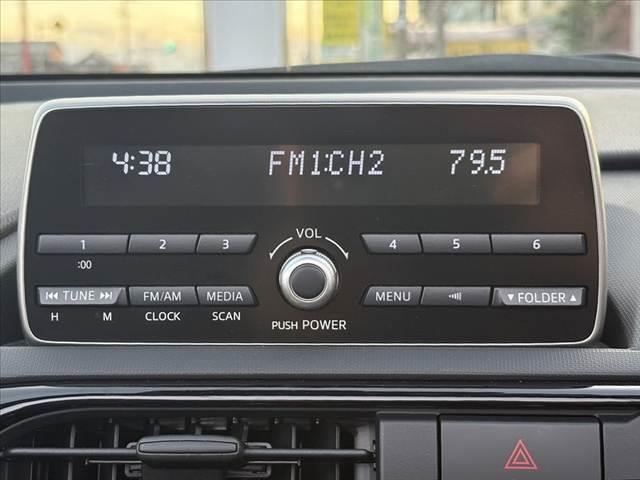 4:38 FM1:CH2 79.5
VOL
1 2 3 4 5 6
:00
⏮ TUNE ⏭ FM/AM MEDIA MENU ▼ FOLDER ▲
H M CLOCK SCAN PUSH POWER